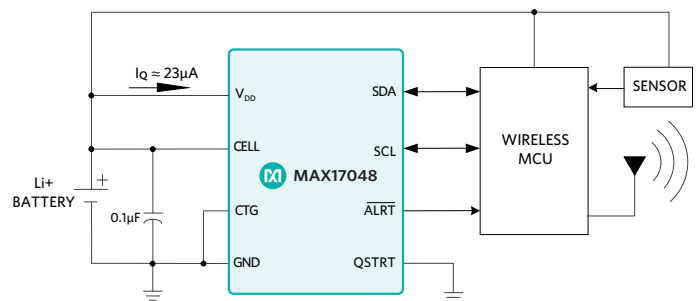 IQ ≈ 23µA
VDD
SDA
SENSOR
CELL
SCL
WIRELESS
MCU
MAX17048
Li+
BATTERY
+
0.1µF
CTG
ALRT
GND
QSTRT